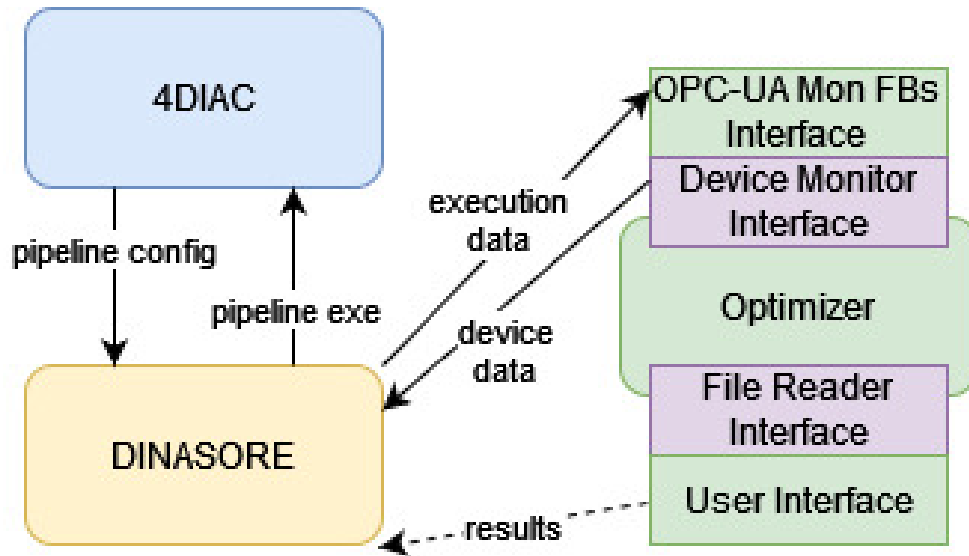 4DIAC
OPC-UA Mon FBs
Interface
Device Monitor
Interface
execution
data
pipeline config
pipeline exe
device
data
Optimizer
File Reader
Interface
DINASORE
User Interface
results